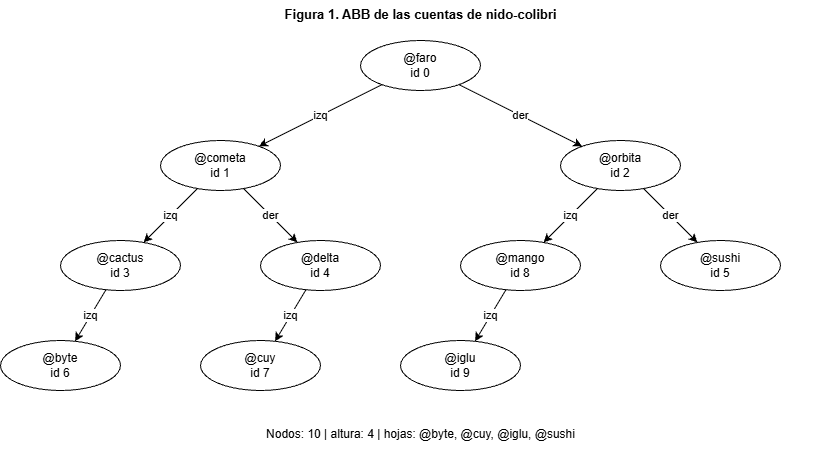 Figura 1. ABB de las cuentas de nido-colibri
@faro
id 0
izq
der
@cometa
id 1
@orbita
id 2
izq
der
izq
der
@cactus
id 3
@delta
id 4
@mango
id 8
@sushi
id 5
izq
izq
izq
@byte
id 6
@cuy
id 7
@iglu
id 9
Nodos: 10 | altura: 4 | hojas: @byte, @cuy, @iglu, @sushi